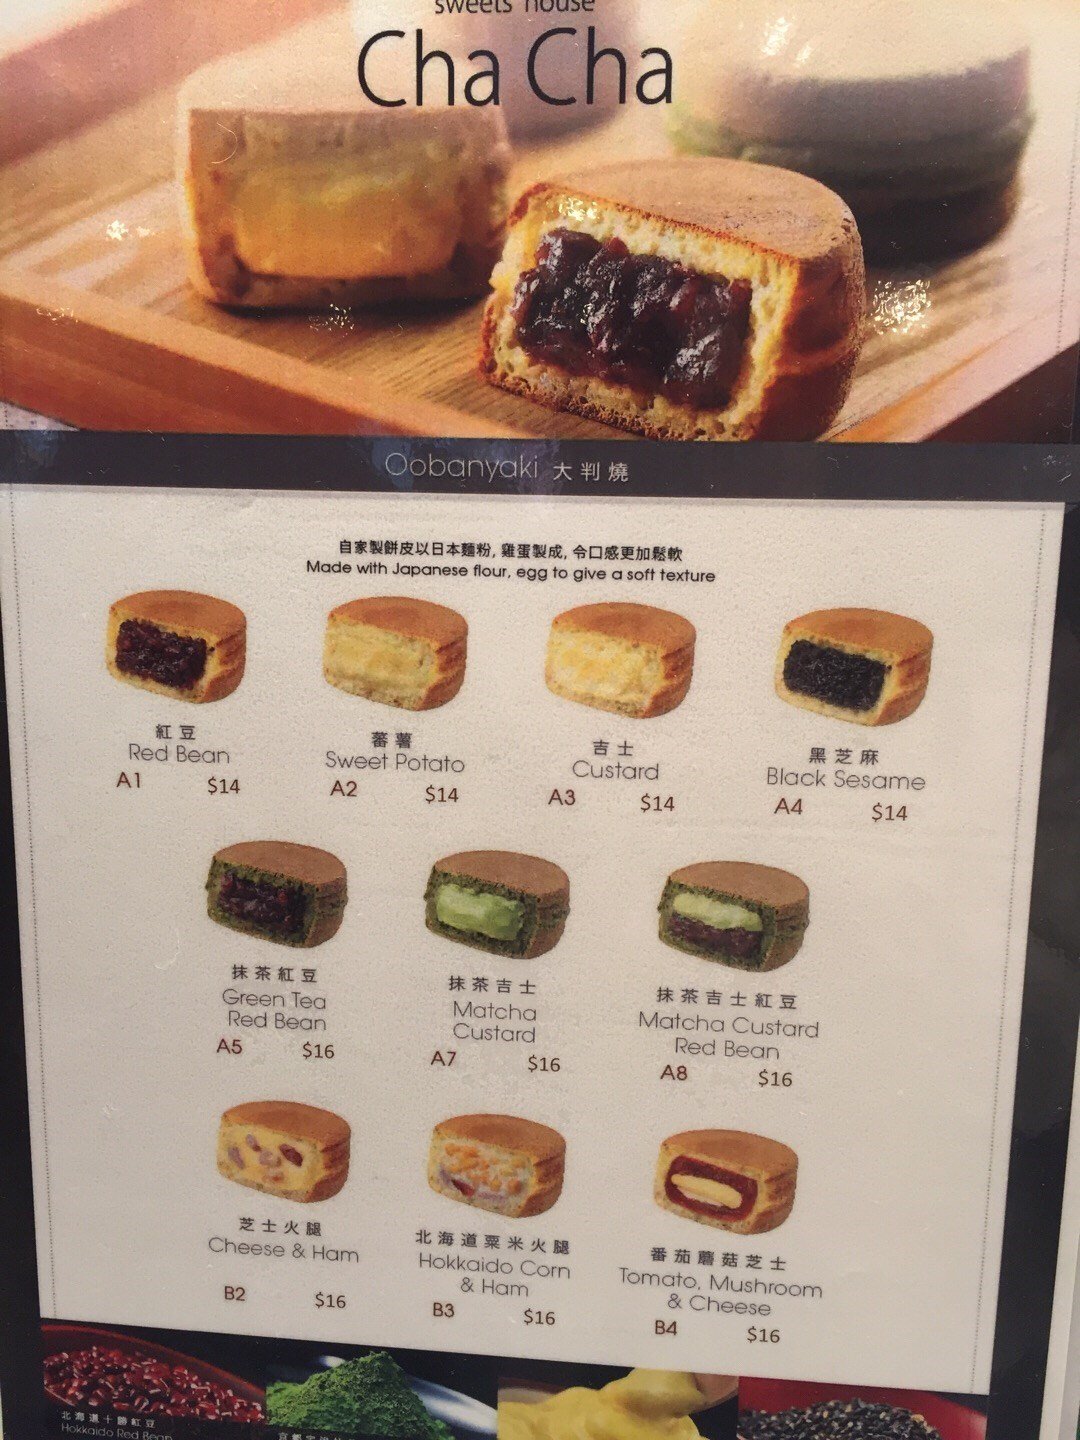 sweets house
Cha Cha
Oobanyaki 大判燒
自家製餅皮以日本麵粉, 雞蛋製成, 令口感更加鬆軟
Made with Japanese flour, egg to give a soft texture
紅豆
Red Bean
A1 $14
蕃薯
Sweet Potato
A2 $14
吉士
Custard
A3 $14
黑芝麻
Black Sesame
A4 $14
抹茶紅豆
Green Tea
Red Bean
A5 $16
抹茶吉士
Matcha
Custard
A7 $16
抹茶吉士紅豆
Matcha Custard
Red Bean
A8 $16
芝士火腿
Cheese & Ham
B2 $16
北海道粟米火腿
Hokkaido Corn
& Ham
B3 $16
番茄蘑菇芝士
Tomato, Mushroom
& Cheese
B4 $16
北海道十勝紅豆
Hokkaido Red Bean